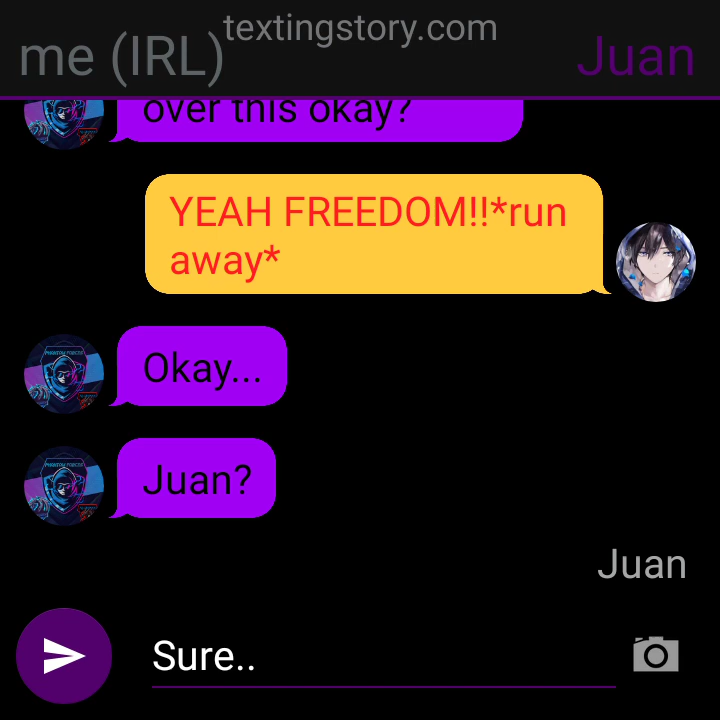 textingstory.com
me (IRL)
Juan
over this okay?
YEAH FREEDOM!!*run
away*
Okay...
Juan?
Juan
Sure..